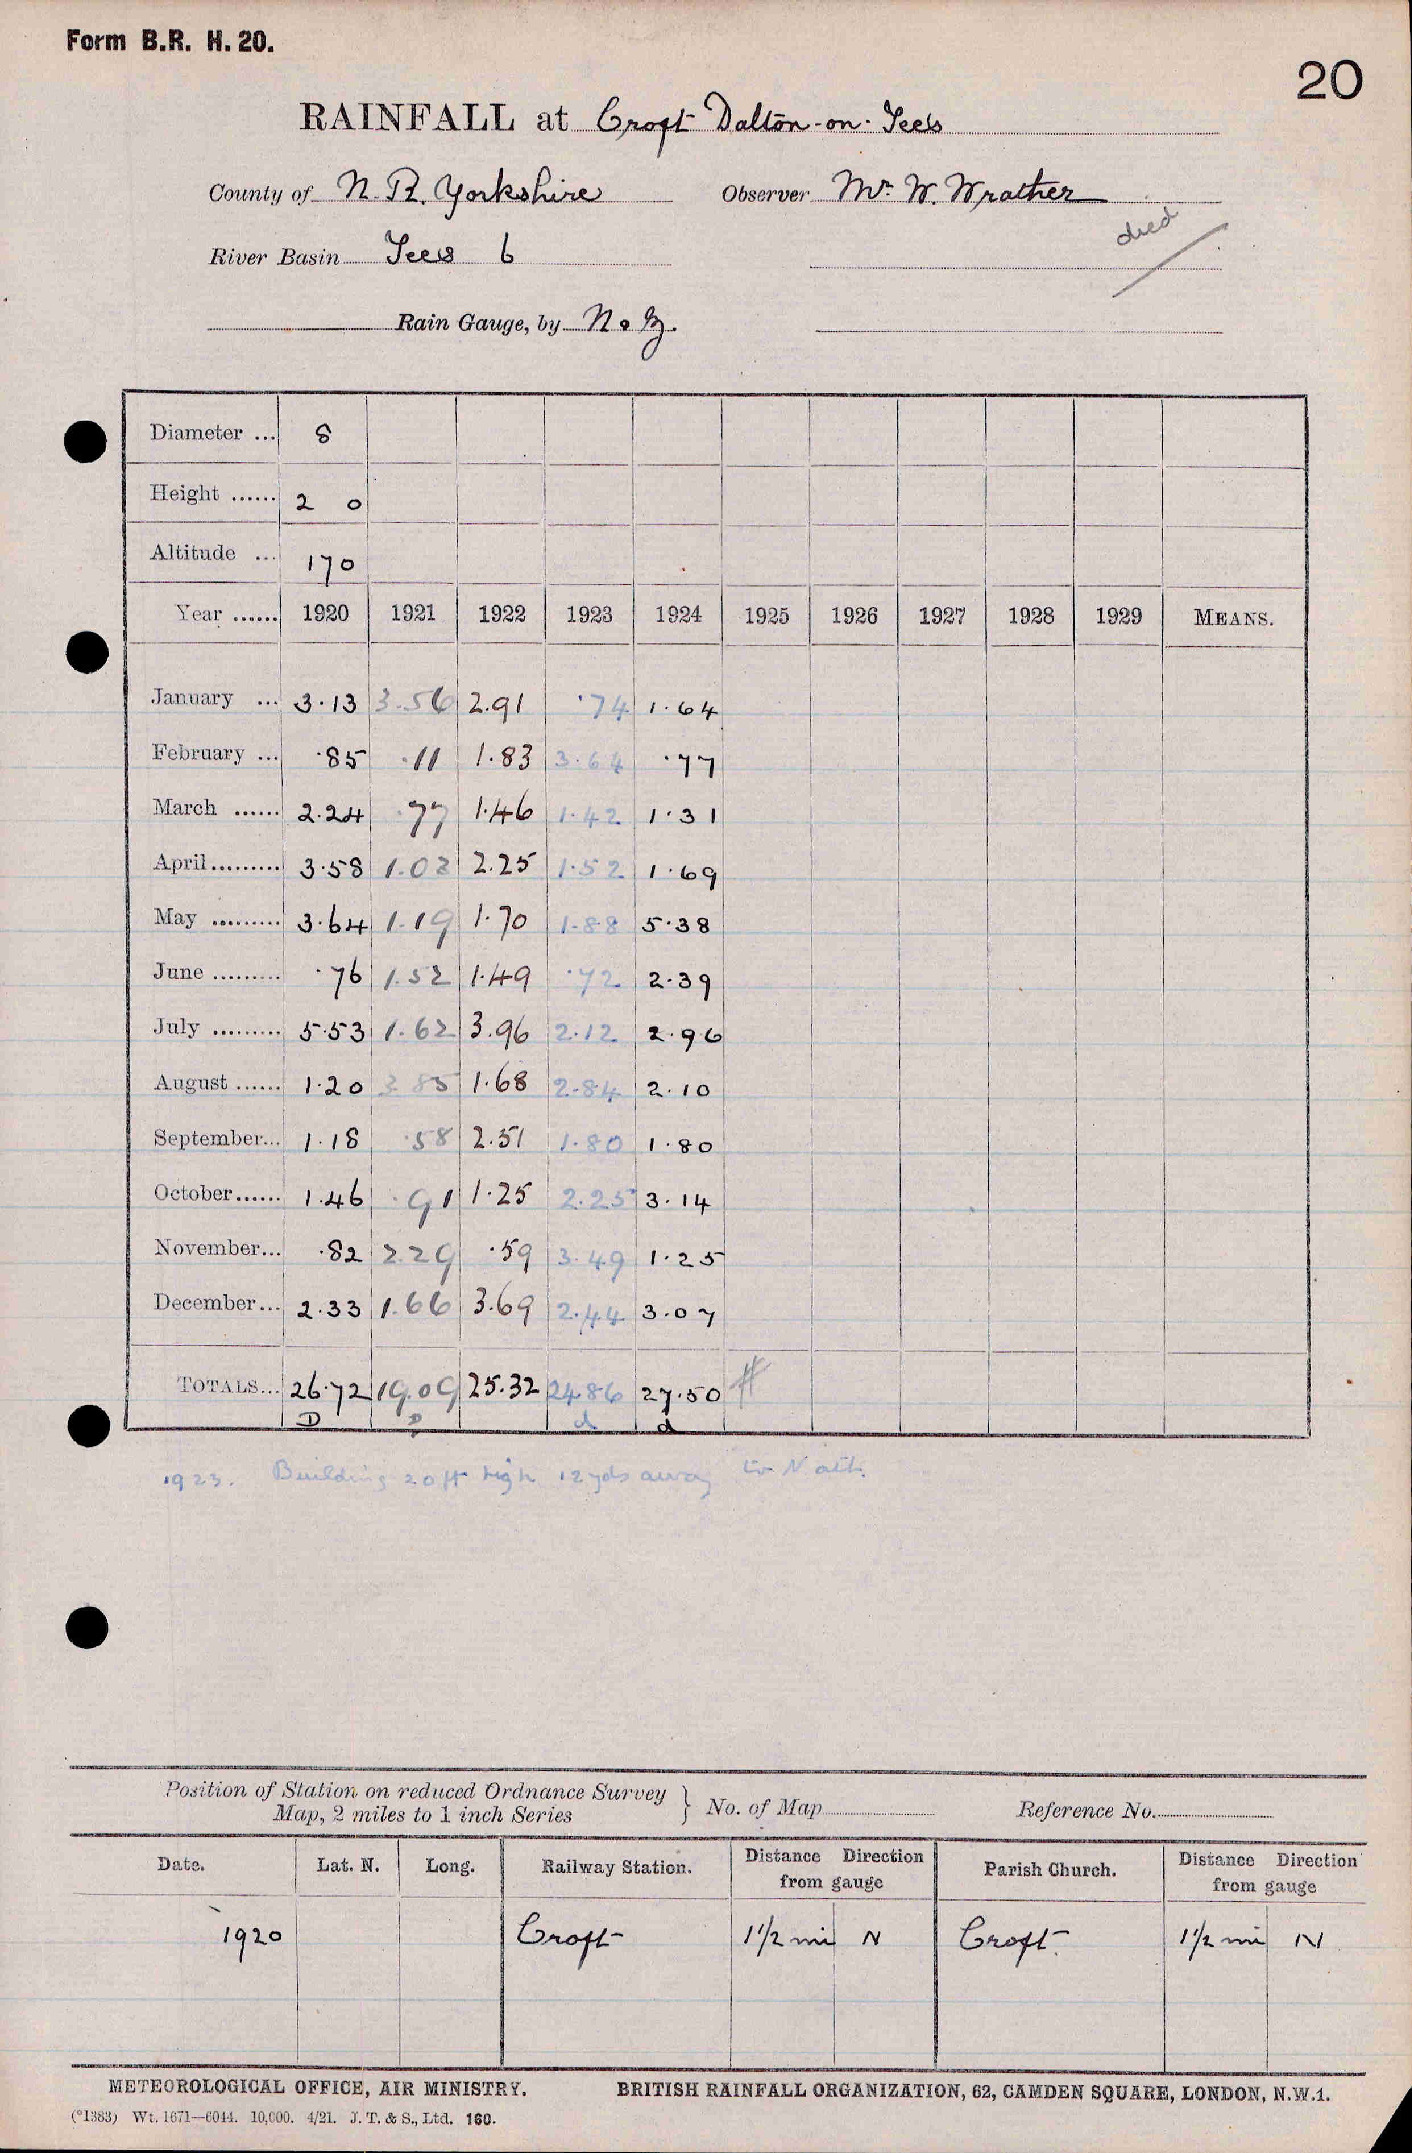 Form B.R. H. 20.
20
RAINFALL at Croft Dalton-on-Tees
County of N. R. Yorkshire Observer Mr. W. Wrather
died
River Basin Tees 6
Rain Gauge, by N & Z.
Diameter ... 8
Height ...... 2 0
Altitude ... 170
Year ...... 1920 1921 1922 1923 1924 1925 1926 1927 1928 1929 MEANS.
January ... 3.13 3.56 2.91 .74 1.64
February ... .85 .11 1.83 3.64 .77
March ...... 2.24 .77 1.46 1.42 1.31
April......... 3.58 1.03 2.25 1.52 1.69
May ......... 3.64 1.19 1.70 1.88 5.38
June ......... .76 1.52 1.49 .72 2.39
July ......... 5.53 1.62 3.96 2.12 2.96
August ...... 1.20 3.85 1.68 2.84 2.10
September... 1.18 .58 2.51 1.80 1.80
October...... 1.46 .91 1.25 2.25 3.14
November... .82 2.29 .59 3.49 1.25
December... 2.33 1.66 3.69 2.44 3.07
TOTALS... 26.72 19.09 25.32 24.86 27.50 #
D D d d
1923. Building 20 ft high 12 yds away to N
Position of Station on reduced Ordnance Survey
Map, 2 miles to 1 inch Series } No. of Map Reference No.
Date. Lat. N. Long. Railway Station. Distance Direction from gauge Parish Church. Distance Direction from gauge
1920 Croft 1 1/2 mi N Croft 1 1/2 mi N
METEOROLOGICAL OFFICE, AIR MINISTRY. BRITISH RAINFALL ORGANIZATION, 62, CAMDEN SQUARE, LONDON, N.W.1.
(*1383) Wt. 1671—6044. 10,000. 4/21. J. T. & S., Ltd. 160.